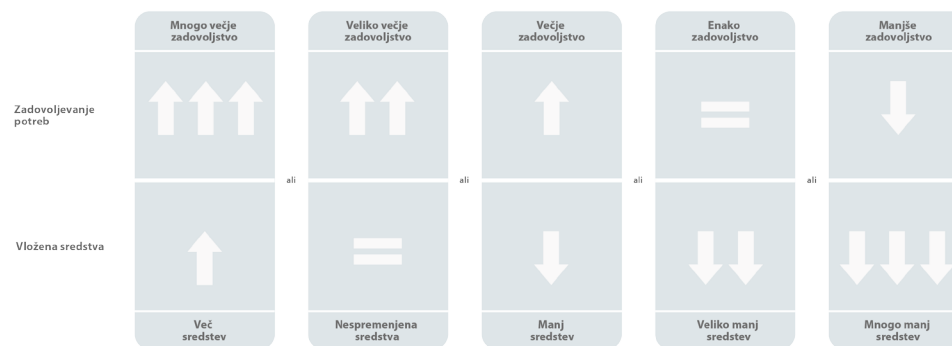 Mnogo večje
zadovoljstvo
Veliko večje
zadovoljstvo
Večje
zadovoljstvo
Enako
zadovoljstvo
Manjše
zadovoljstvo
Zadovoljevanje
potreb
ali
ali
ali
ali
Vložena sredstva
Več
sredstev
Nespremenjena
sredstva
Manj
sredstev
Veliko manj
sredstev
Mnogo manj
sredstev